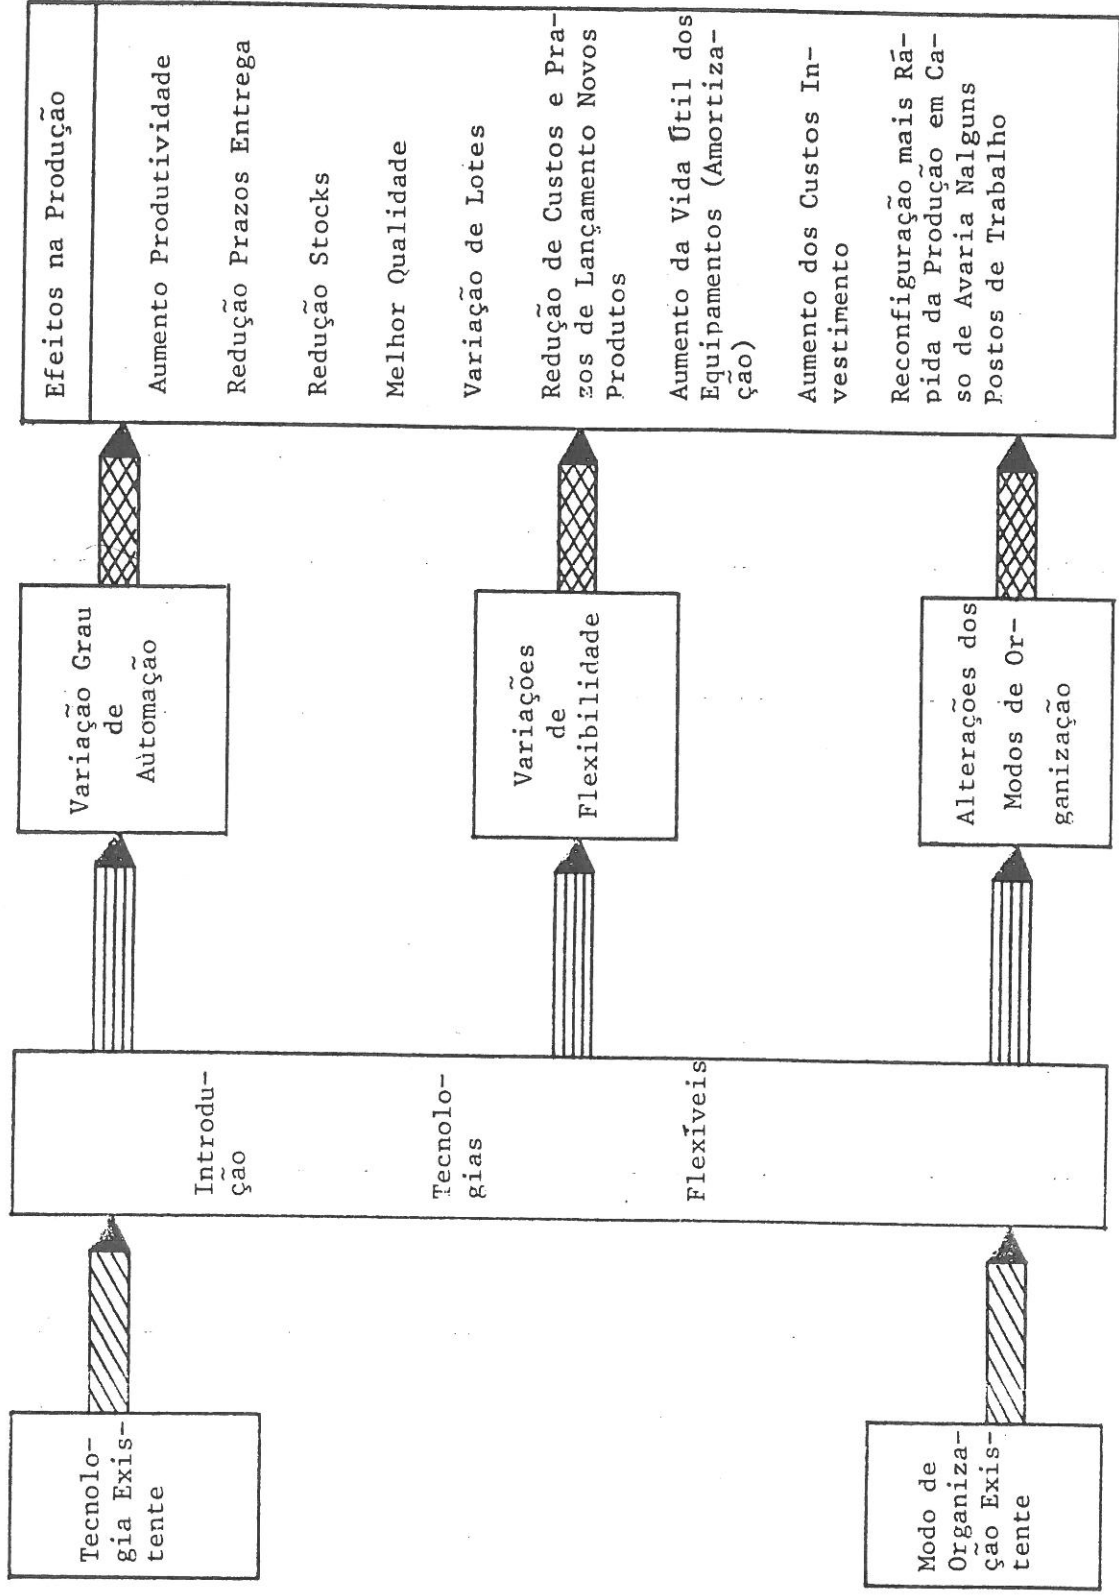 Tecnolo-
gia Exis-
tente
Modo de
Organiza-
ção Exis-
tente
Introdu-
ção
Tecnolo-
gias
Flexíveis
Variação Grau
de
Automação
Variações
de
Flexibilidade
Alterações dos
Modos de Or-
ganização
Efeitos na Produção
Aumento Produtividade
Redução Prazos Entrega
Redução Stocks
Melhor Qualidade
Variação de Lotes
Redução de Custos e Pra-
zos de Lançamento Novos
Produtos
Aumento da Vida Útil dos
Equipamentos (Amortiza-
ção)
Aumento dos Custos In-
vestimento
Reconfiguração mais Rá-
pida da Produção em Ca-
so de Avaria Nalguns
Postos de Trabalho